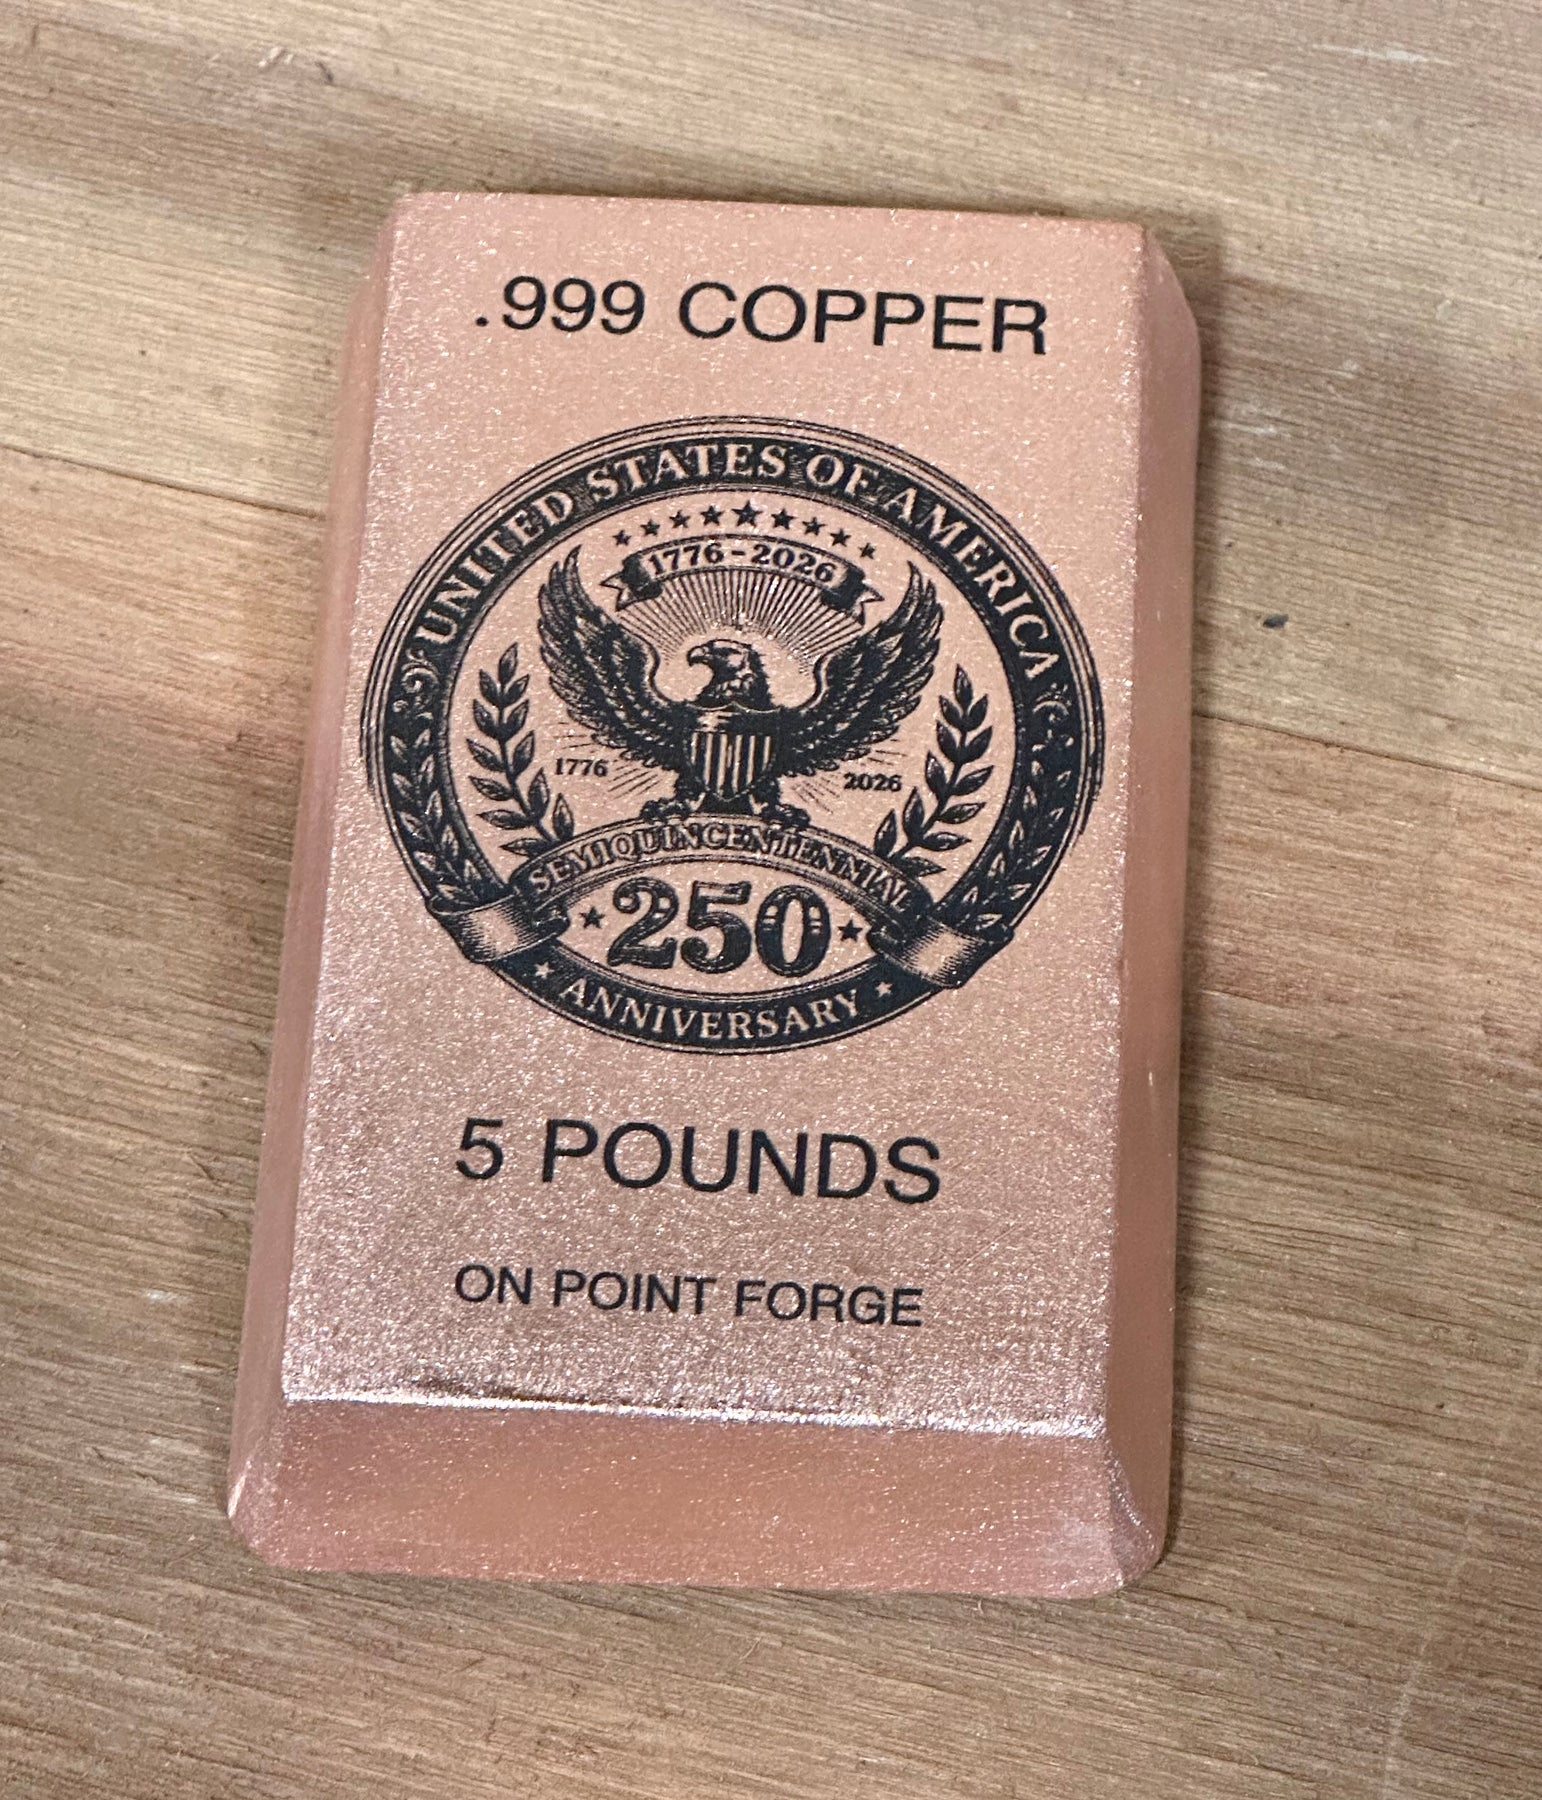 .999 COPPER
UNITED STATES OF AMERICA
1776-2026
1776
2026
SEMIQUINCENTENNIAL
250
ANNIVERSARY
5 POUNDS
ON POINT FORGE